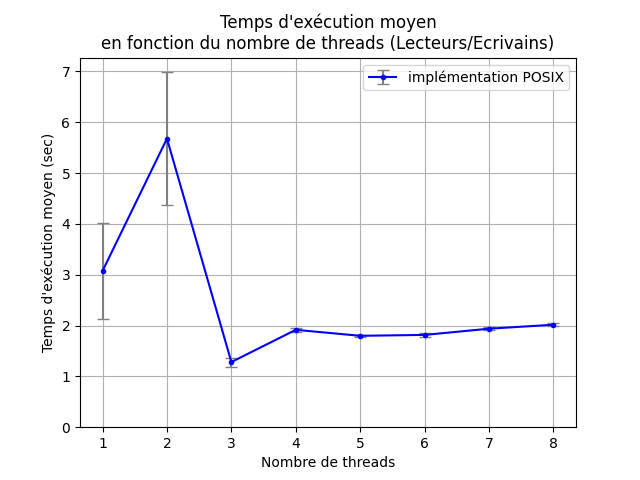 Temps d'exécution moyen
en fonction du nombre de threads (Lecteurs/Ecrivains)
implémentation POSIX
Temps d'exécution moyen (sec)
7
6
5
4
3
2
1
0
1 2 3 4 5 6 7 8
Nombre de threads